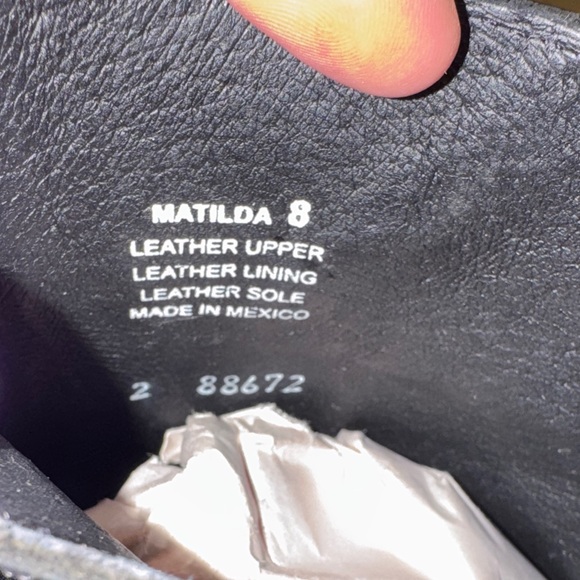 MATILDA 8
LEATHER UPPER
LEATHER LINING
LEATHER SOLE
MADE IN MEXICO
2 88672